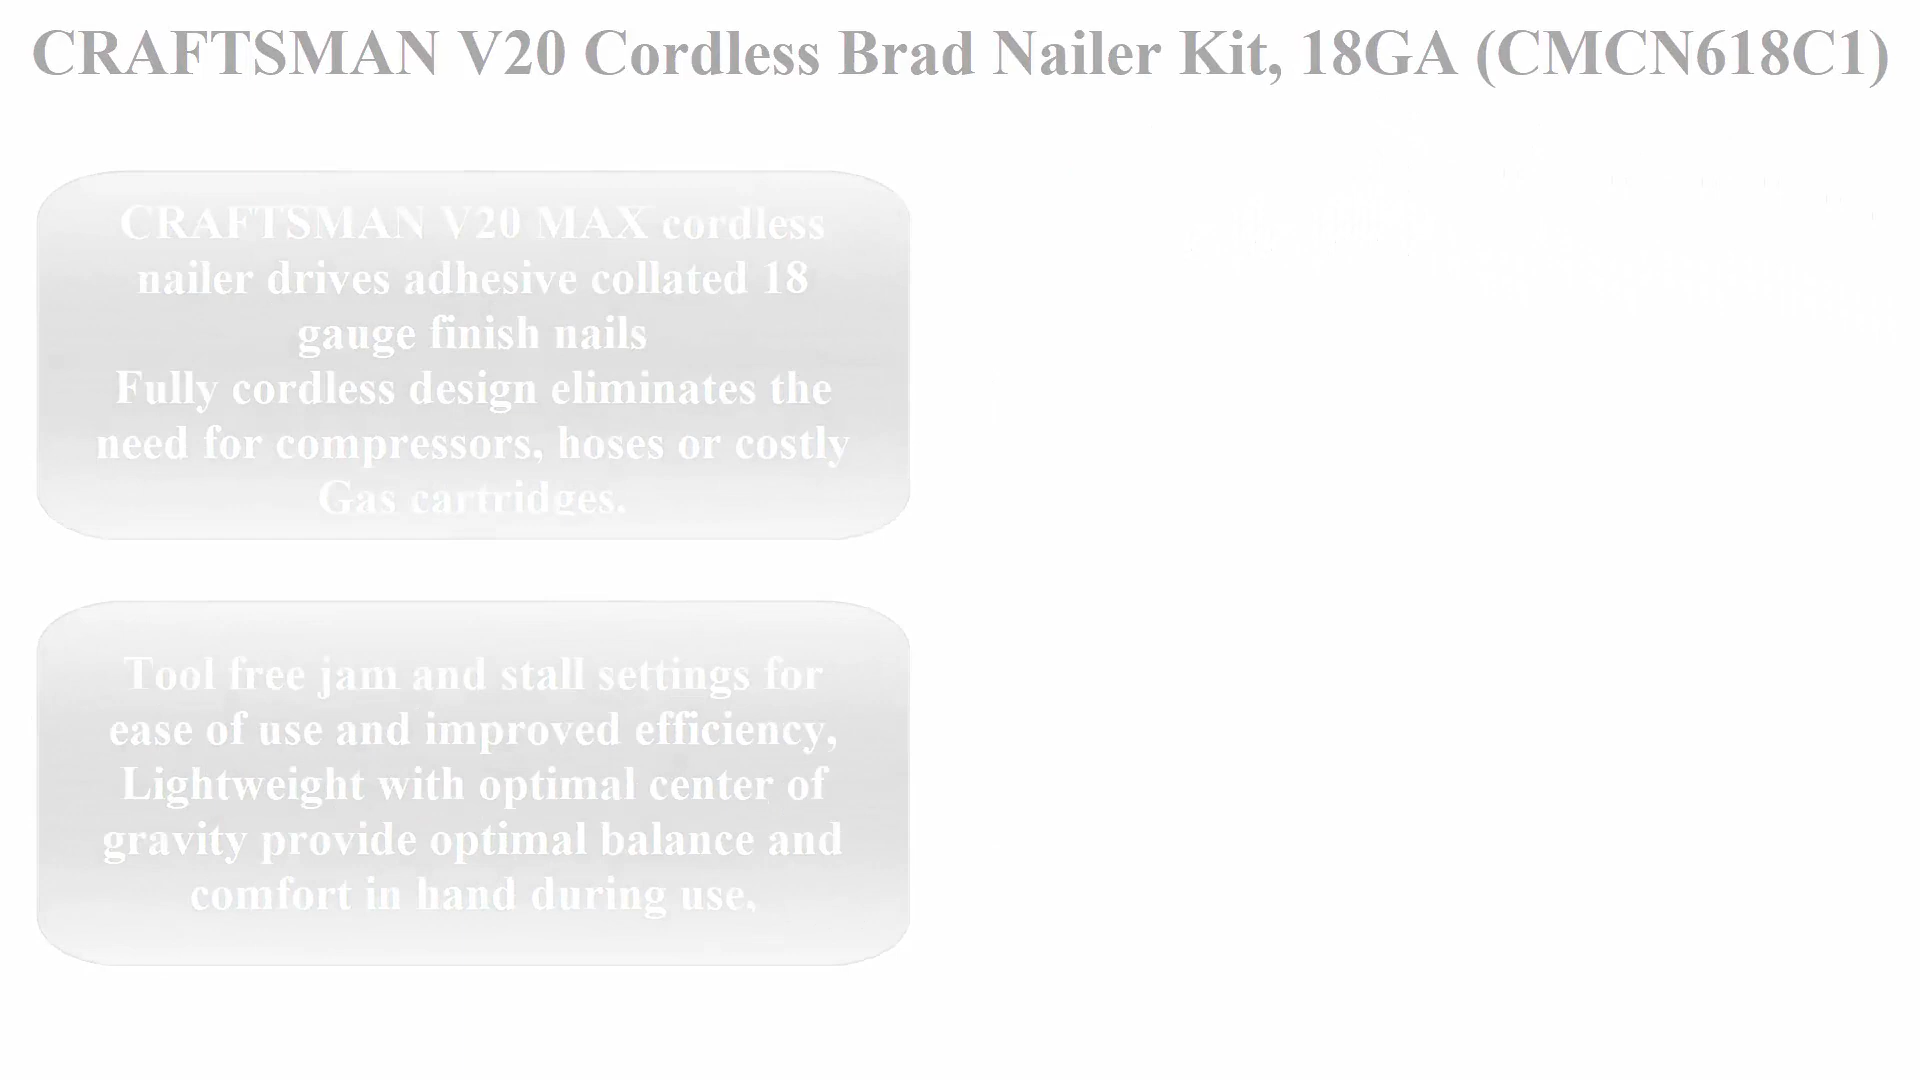 CRAFTSMAN V20 Cordless Brad Nailer Kit, 18GA (CMCN618C1)
CRAFTSMAN V20 MAX cordless
nailer drives adhesive collated 18
gauge finish nails
Fully cordless design eliminates the
need for compressors, hoses or costly
Gas cartridges.
Tool free jam and stall settings for
ease of use and improved efficiency,
Lightweight with optimal center of
gravity provide optimal balance and
comfort in hand during use,